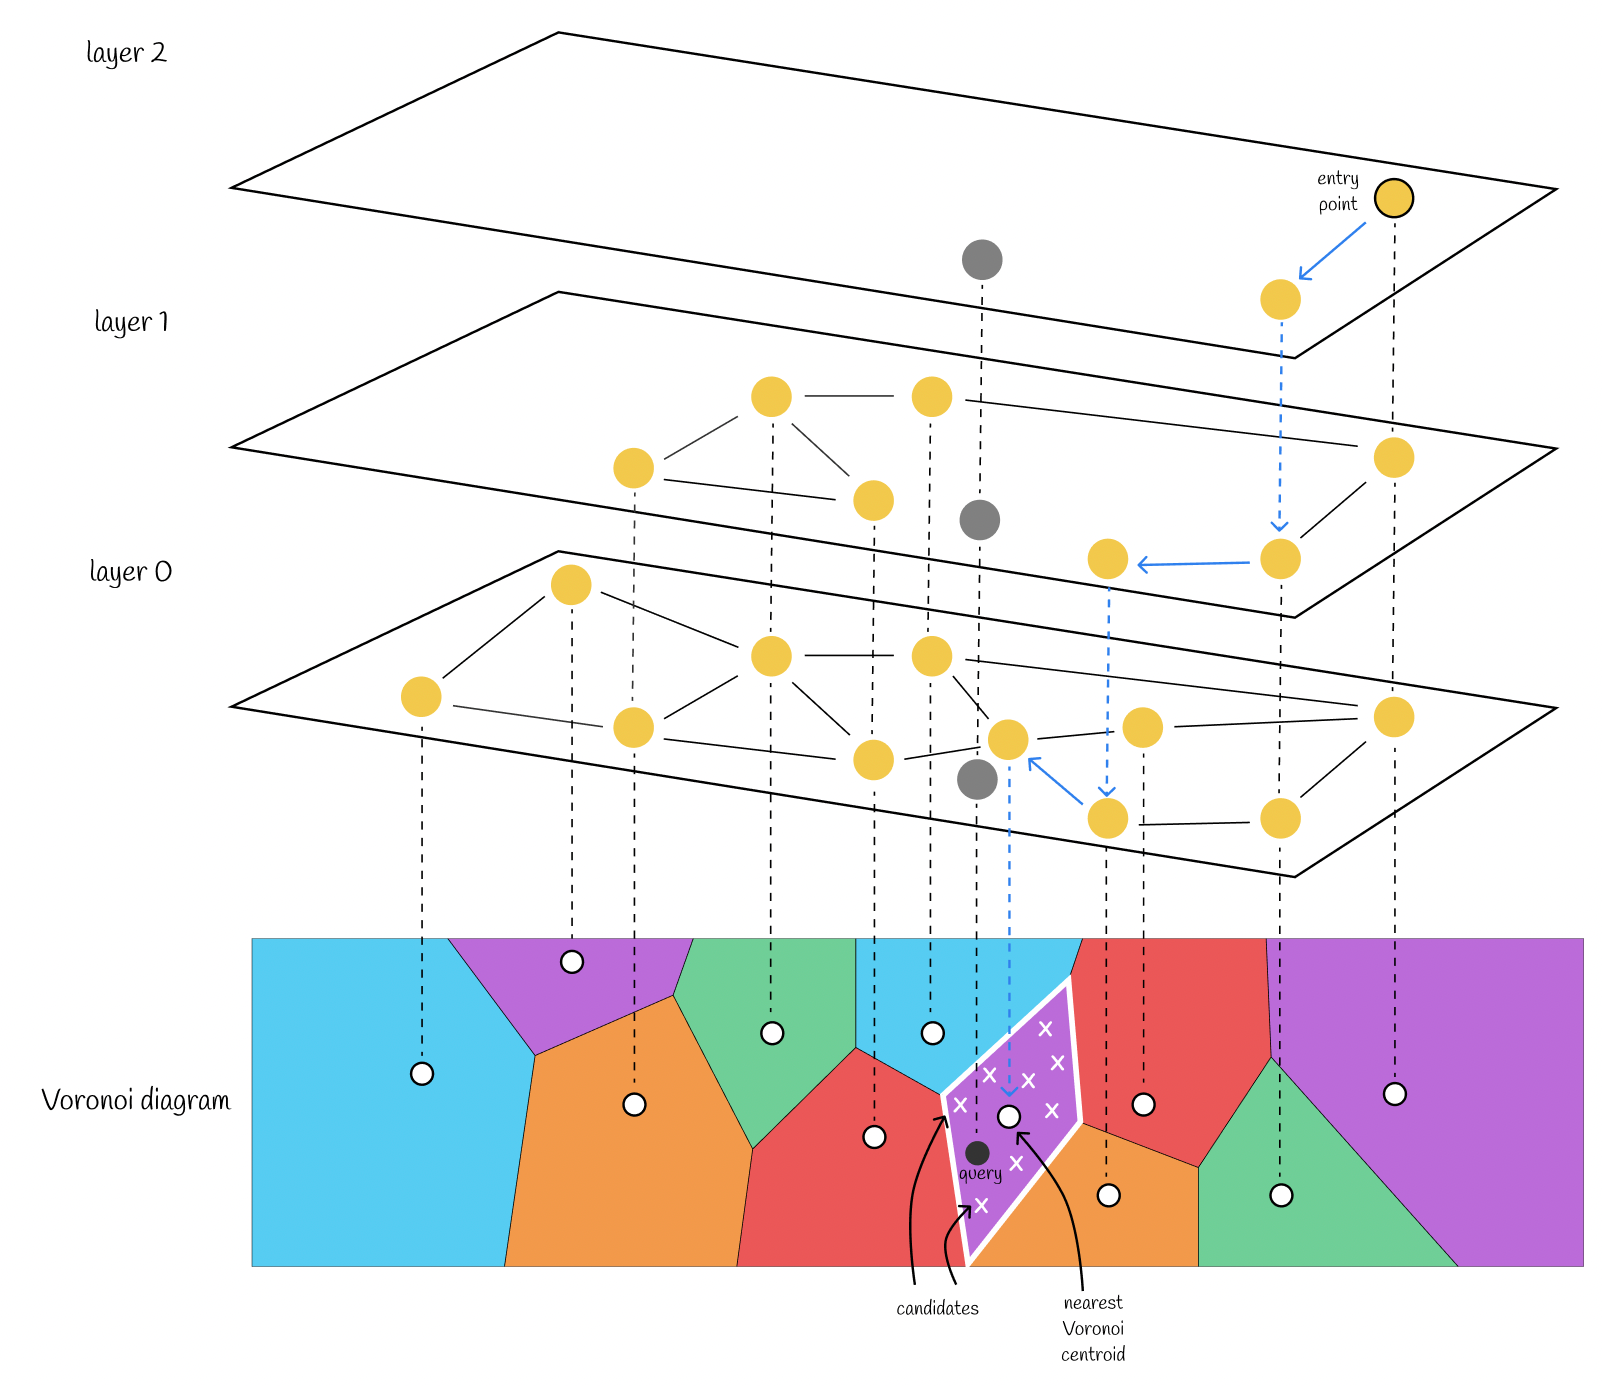 layer 2
entry
point
layer 1
layer 0
Voronoi diagram
query
candidates
nearest
Voronoi
centroid